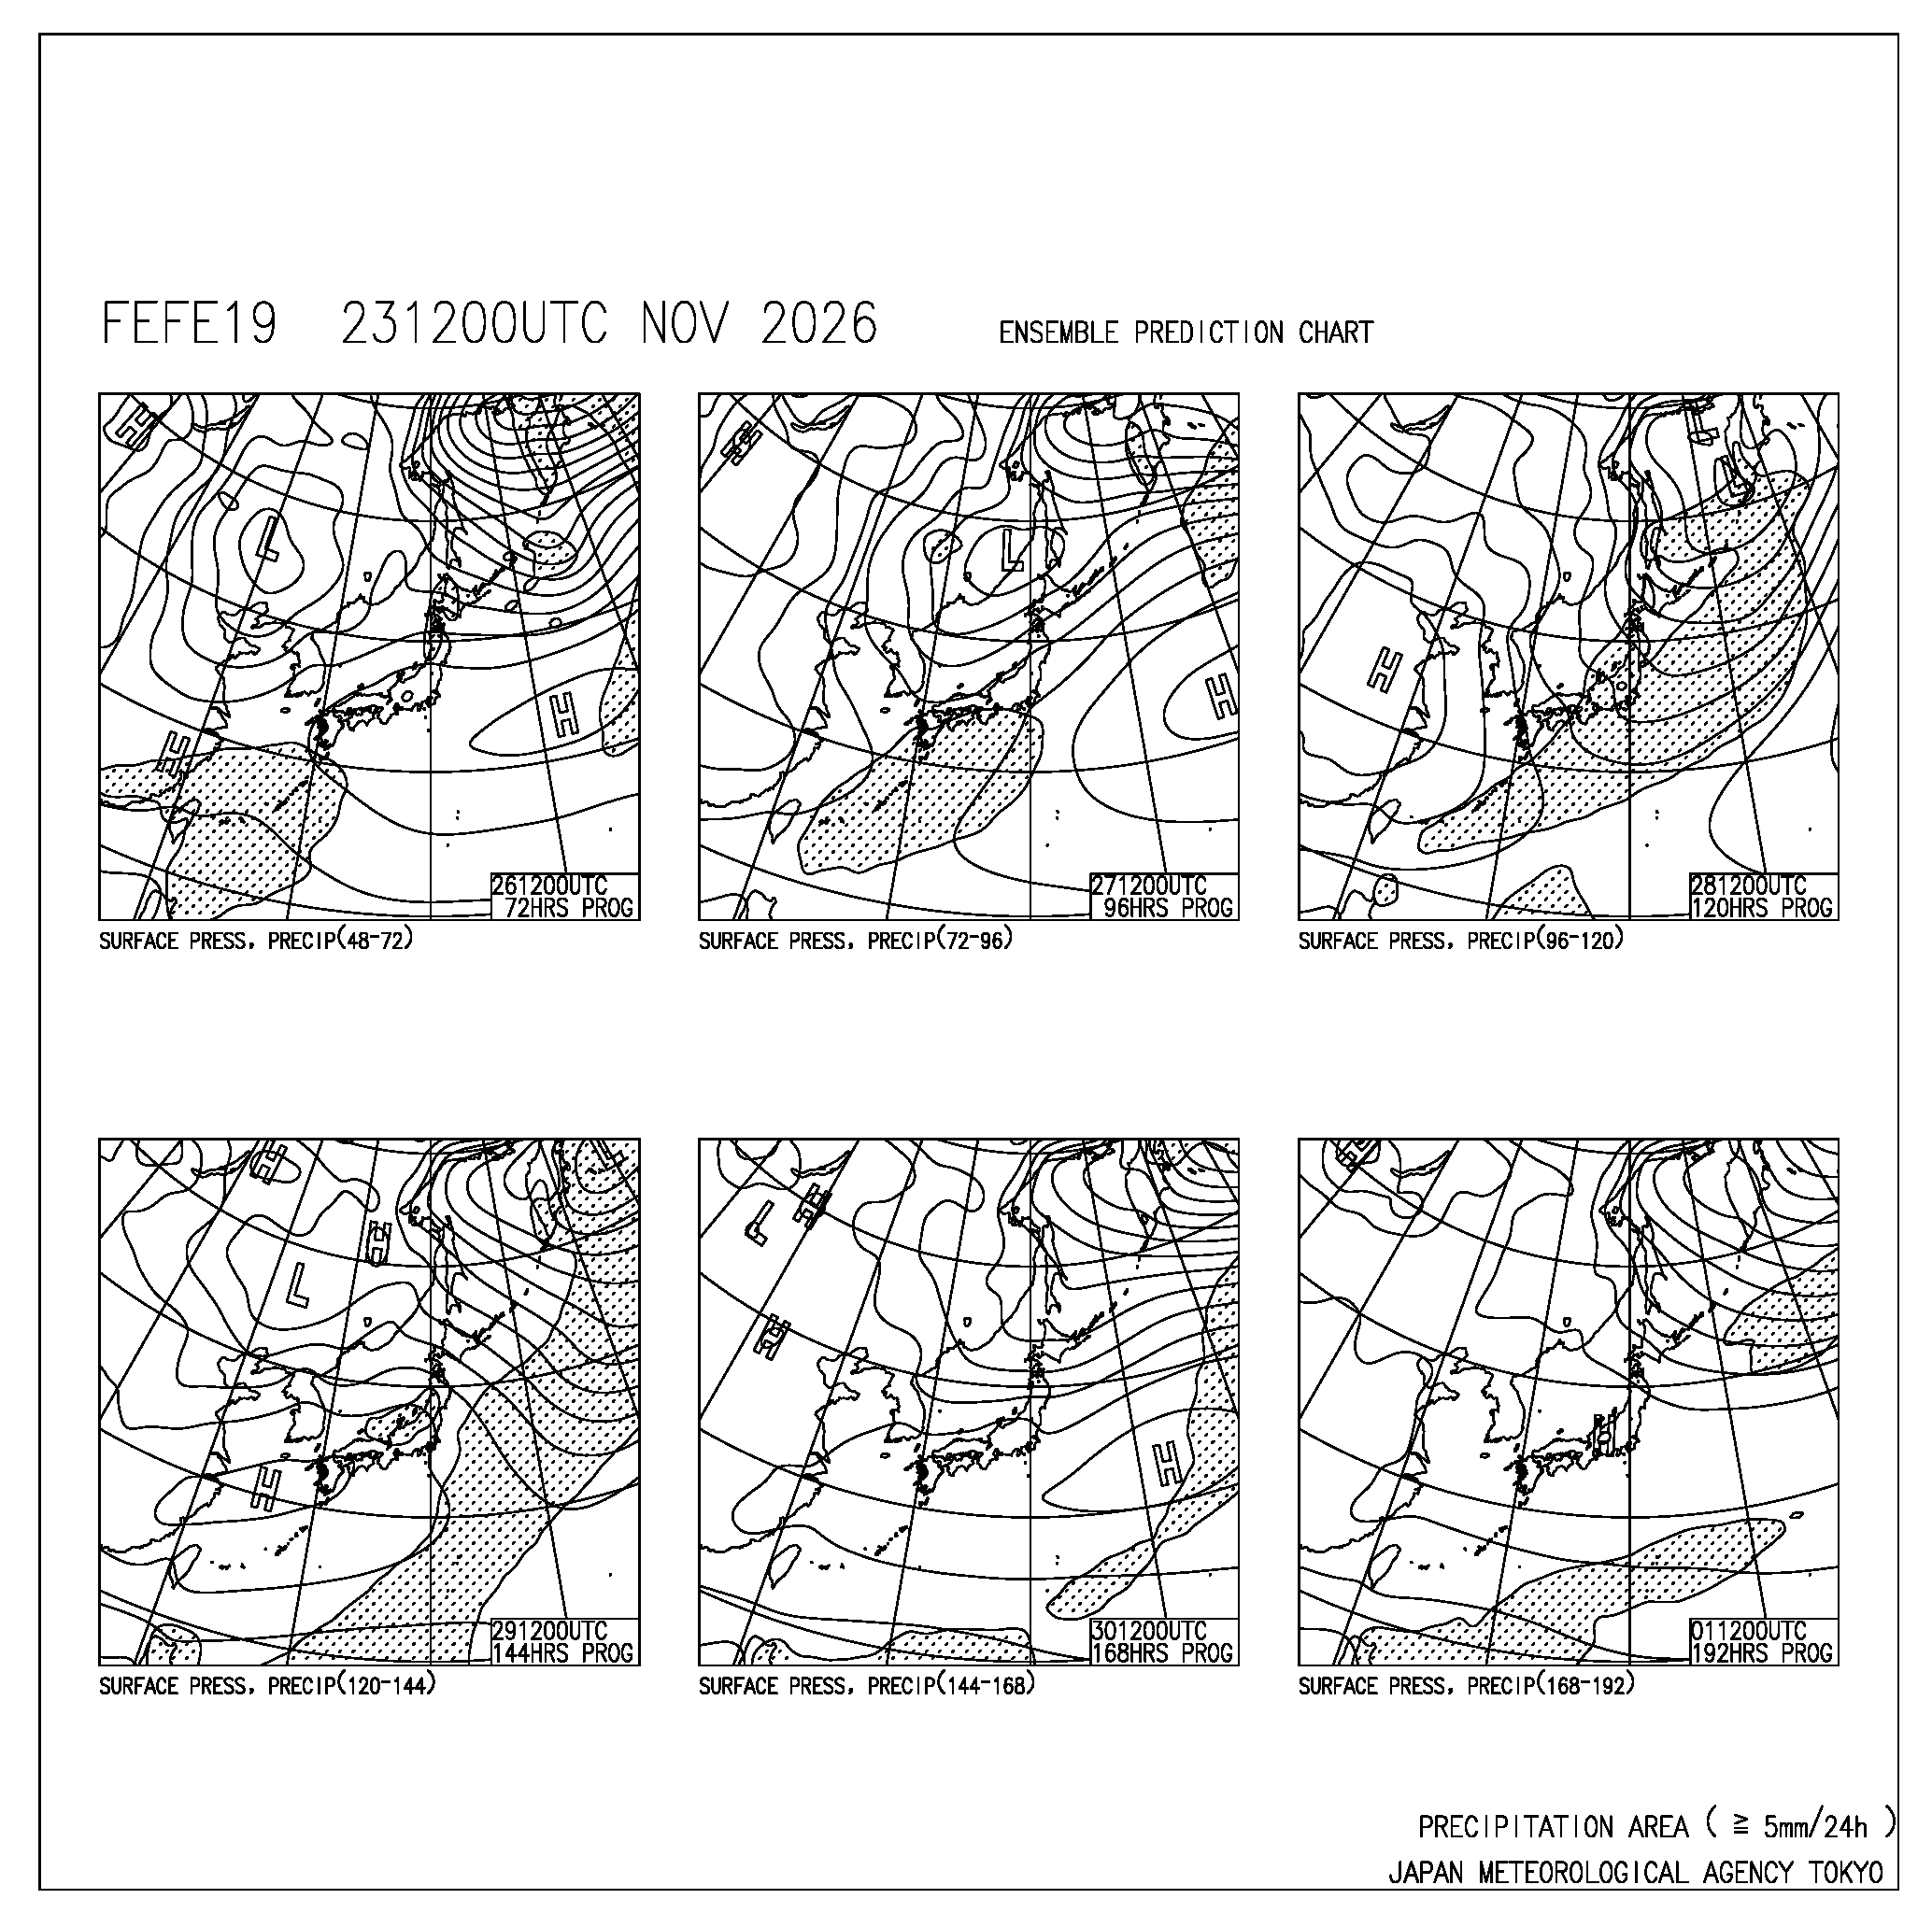 FEFE19 231200UTC NOV 2026 ENSEMBLE PREDICTION CHART
H
L
H
H
261200UTC
72HRS PROG
SURFACE PRESS, PRECIP(48-72)
H
L
H
271200UTC
96HRS PROG
SURFACE PRESS, PRECIP(72-96)
L
L
H
281200UTC
120HRS PROG
SURFACE PRESS, PRECIP(96-120)
H
L
H
L
H
291200UTC
144HRS PROG
SURFACE PRESS, PRECIP(120-144)
H
L
H
H
301200UTC
168HRS PROG
SURFACE PRESS, PRECIP(144-168)
H
H
011200UTC
192HRS PROG
SURFACE PRESS, PRECIP(168-192)
PRECIPITATION AREA ( ≧ 5mm/24h )
JAPAN METEOROLOGICAL AGENCY TOKYO